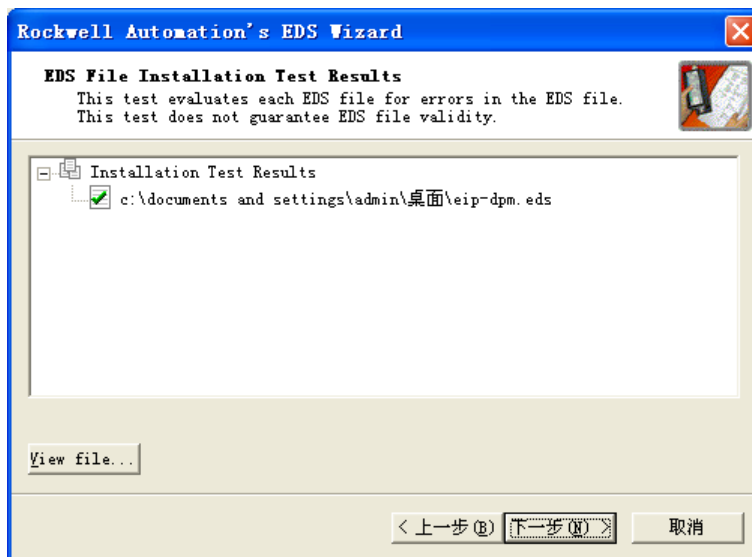 Rockwell Automation's EDS Wizard
EDS File Installation Test Results
This test evaluates each EDS file for errors in the EDS file.
This test does not guarantee EDS file validity.
Installation Test Results
c:\documents and settings\admin\桌面\eip-dpm.eds
View file...
< 上一步(B)
下一步(N) >
取消